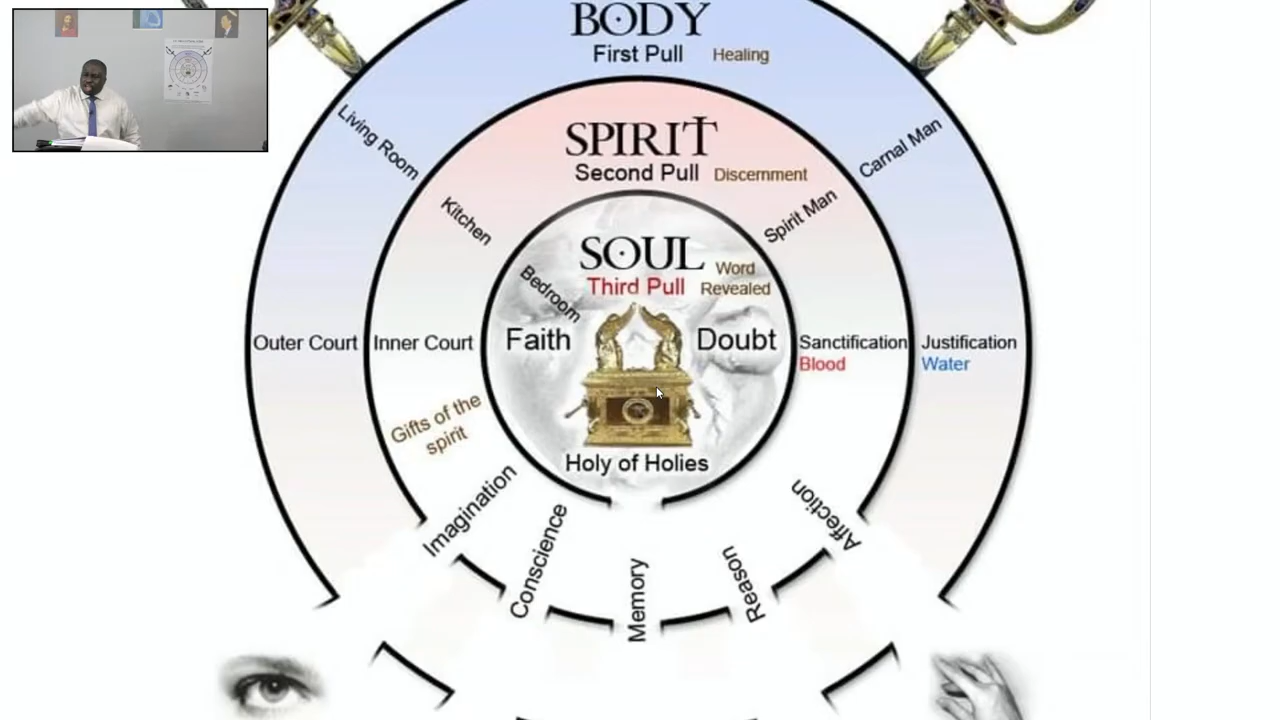 BODY
First Pull Healing
Living Room
Carnal Man
SPIRIT
Second Pull Discernment
Kitchen
Spirit Man
SOUL
Third Pull
Word
Revealed
Bedroom
Outer Court Inner Court Faith Doubt Sanctification Justification
Blood Water
Gifts of the
spirit
Holy of Holies
Imagination
Conscience
Memory
Reason
Affection